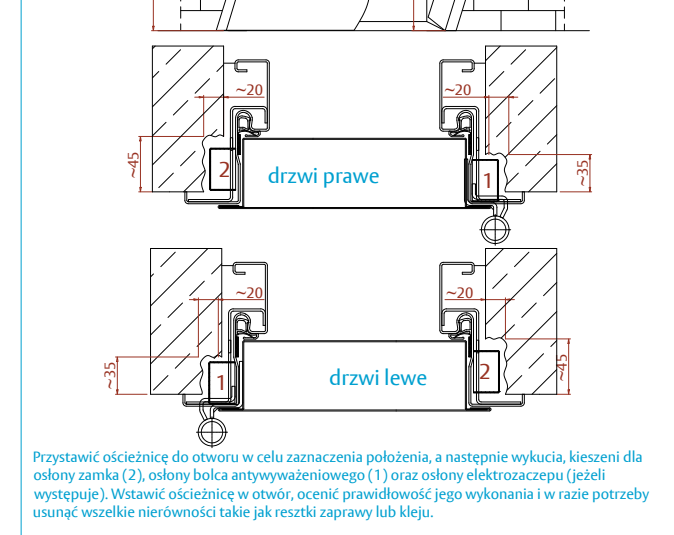 ~20
~20
~45
2
drzwi prawe
1
~35
~20
~20
~35
1
drzwi lewe
2
~45
Przystawić ościeżnicę do otworu w celu zaznaczenia położenia, a następnie wykucia, kieszeni dla
osłony zamka (2), osłony bolca antywyważeniowego (1) oraz osłony elektrozaczepu (jeżeli
występuje). Wstawić ościeżnicę w otwór, ocenić prawidłowość jego wykonania i w razie potrzeby
usunąć wszelkie nierówności takie jak resztki zaprawy lub kleju.